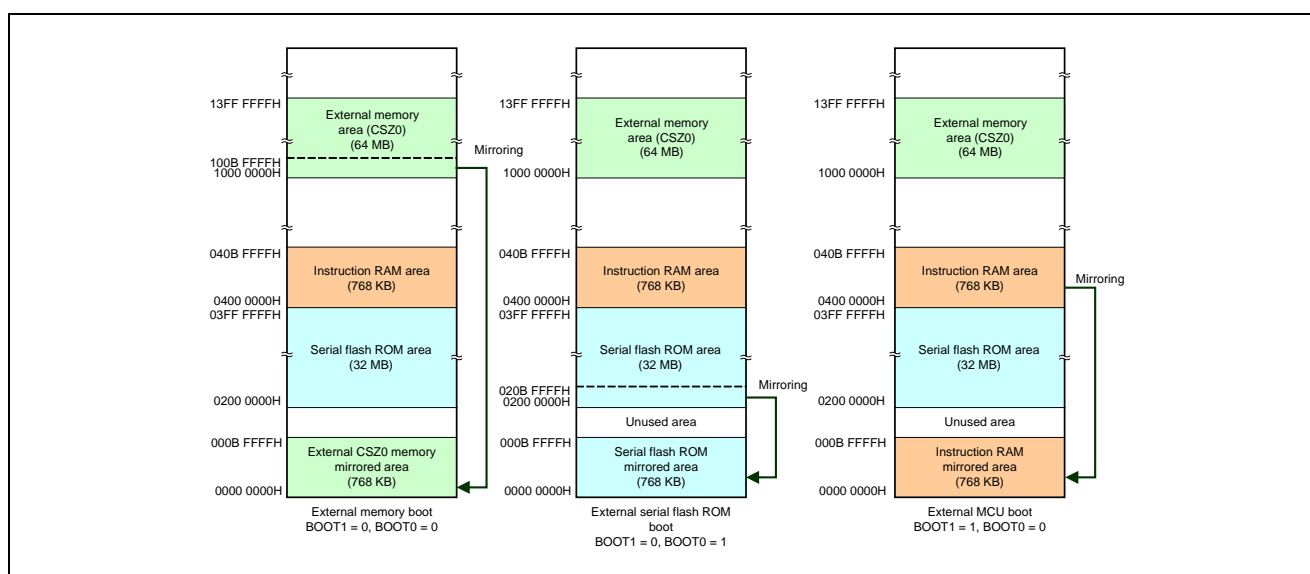 13FF FFFFH
External memory
area (CSZ0)
(64 MB)
100B FFFFH
1000 0000H
Mirroring
040B FFFFH
Instruction RAM area
(768 KB)
0400 0000H
03FF FFFFH
Serial flash ROM area
(32 MB)
0200 0000H
000B FFFFH
External CSZ0 memory
mirrored area
(768 KB)
0000 0000H
External memory boot
BOOT1 = 0, BOOT0 = 0
13FF FFFFH
External memory
area (CSZ0)
(64 MB)
1000 0000H
040B FFFFH
Instruction RAM area
(768 KB)
0400 0000H
03FF FFFFH
Serial flash ROM area
(32 MB)
020B FFFFH
0200 0000H
Mirroring
Unused area
000B FFFFH
Serial flash ROM
mirrored area
(768 KB)
0000 0000H
External serial flash ROM
boot
BOOT1 = 0, BOOT0 = 1
13FF FFFFH
External memory
area (CSZ0)
(64 MB)
1000 0000H
040B FFFFH
Instruction RAM area
(768 KB)
Mirroring
0400 0000H
03FF FFFFH
Serial flash ROM area
(32 MB)
0200 0000H
Unused area
000B FFFFH
Instruction RAM
mirrored area
(768 KB)
0000 0000H
External MCU boot
BOOT1 = 1, BOOT0 = 0